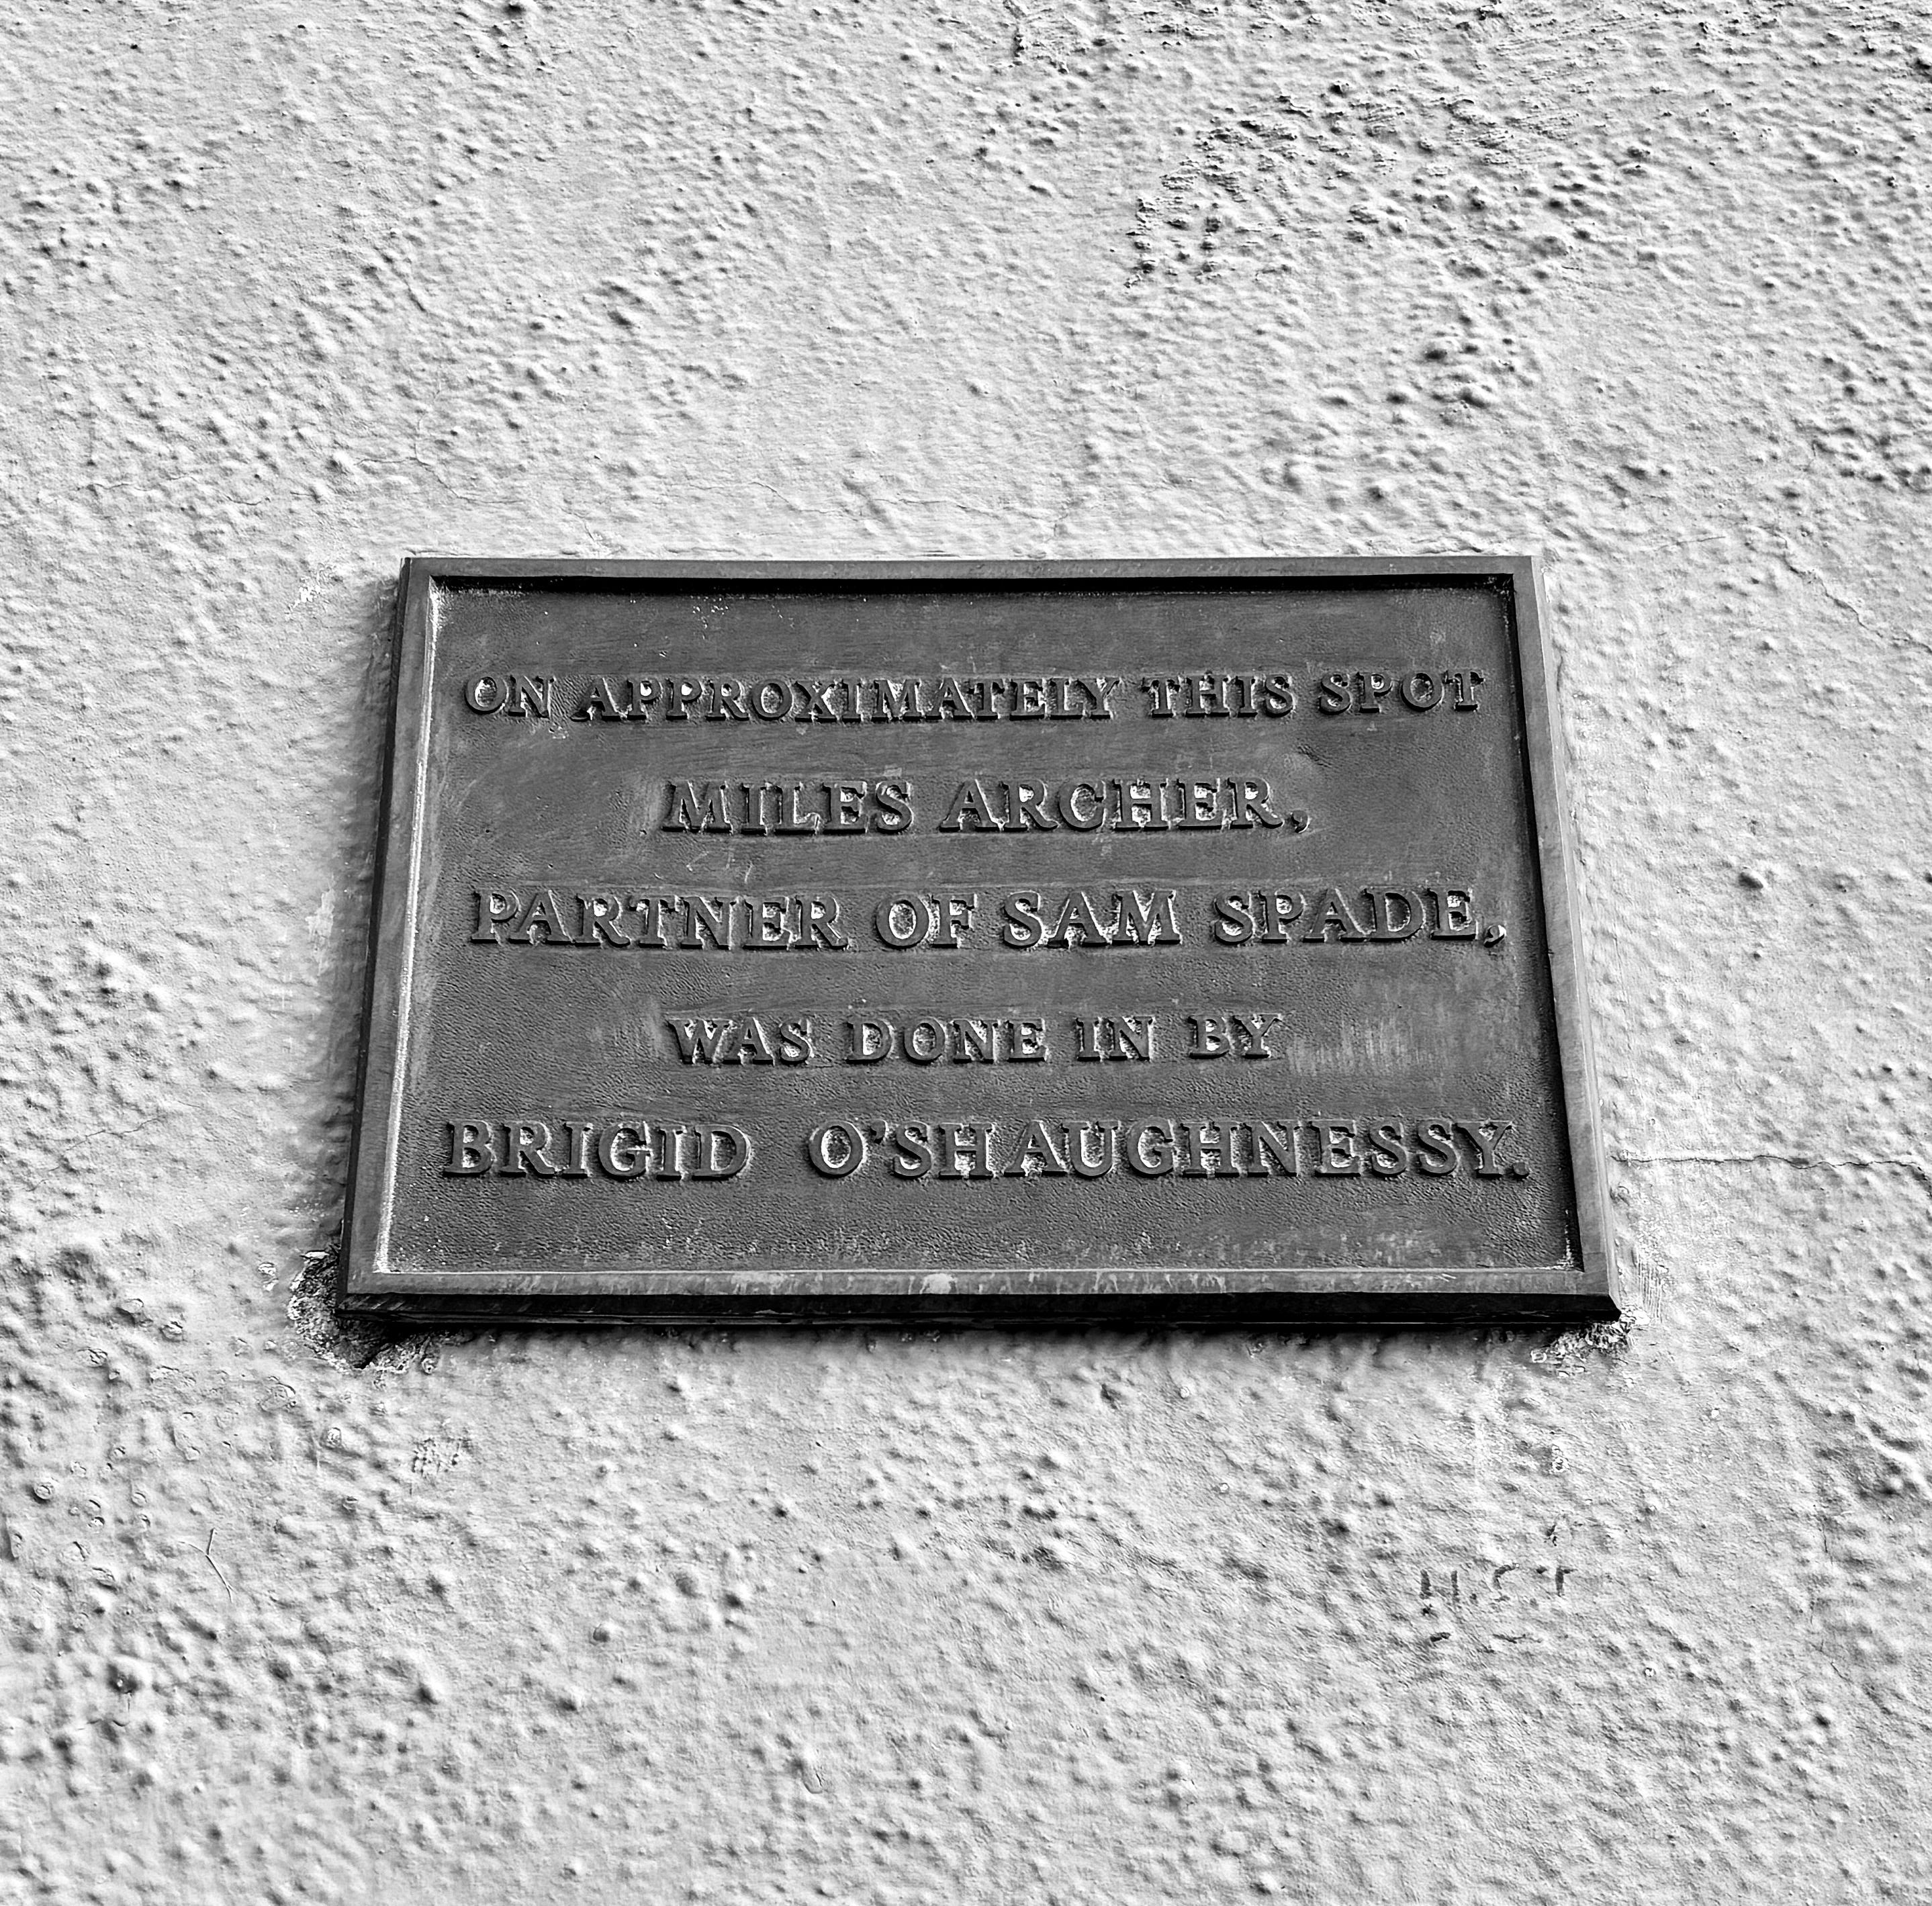 ON APPROXIMATELY THIS SPOT
MILES ARCHER,
PARTNER OF SAM SPADE,
WAS DONE IN BY
BRIGID O'SHAUGHNESSY.
H.S.T